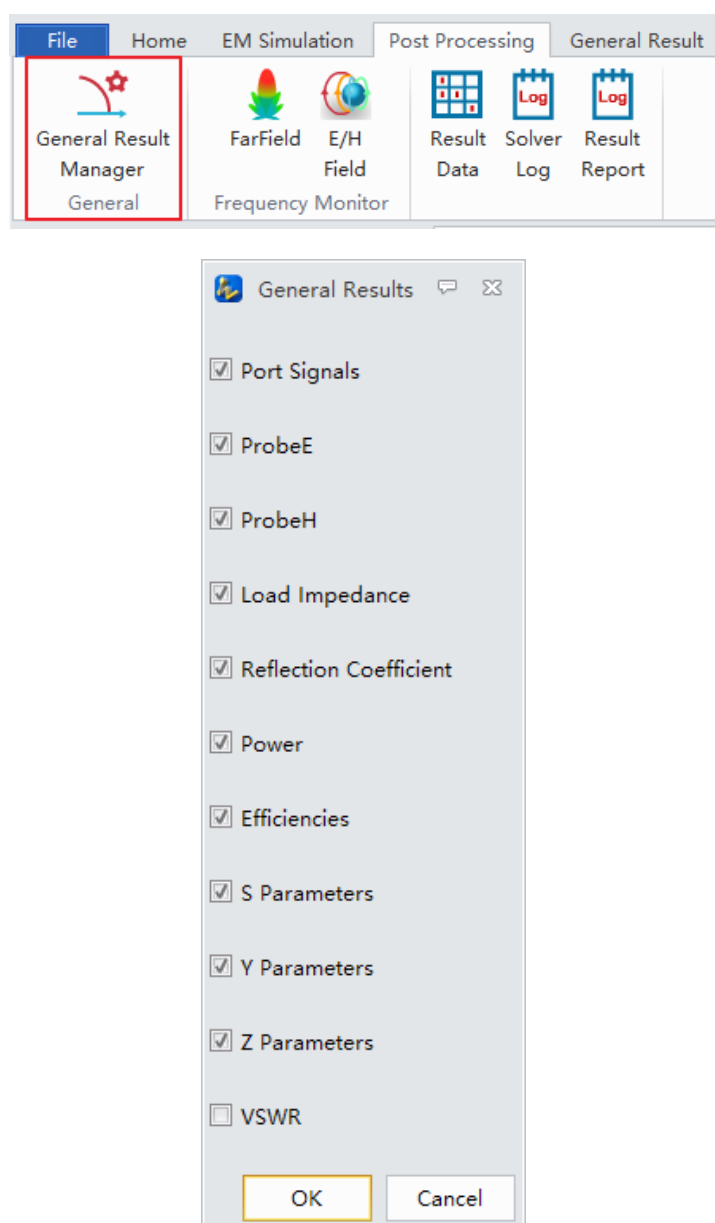 File Home EM Simulation Post Processing General Result
General Result FarField E/H Result Solver Result
Manager Field Data Log Report
General Frequency Monitor
Log Log
General Results
Port Signals
ProbeE
ProbeH
Load Impedance
Reflection Coefficient
Power
Efficiencies
S Parameters
Y Parameters
Z Parameters
VSWR
OK Cancel